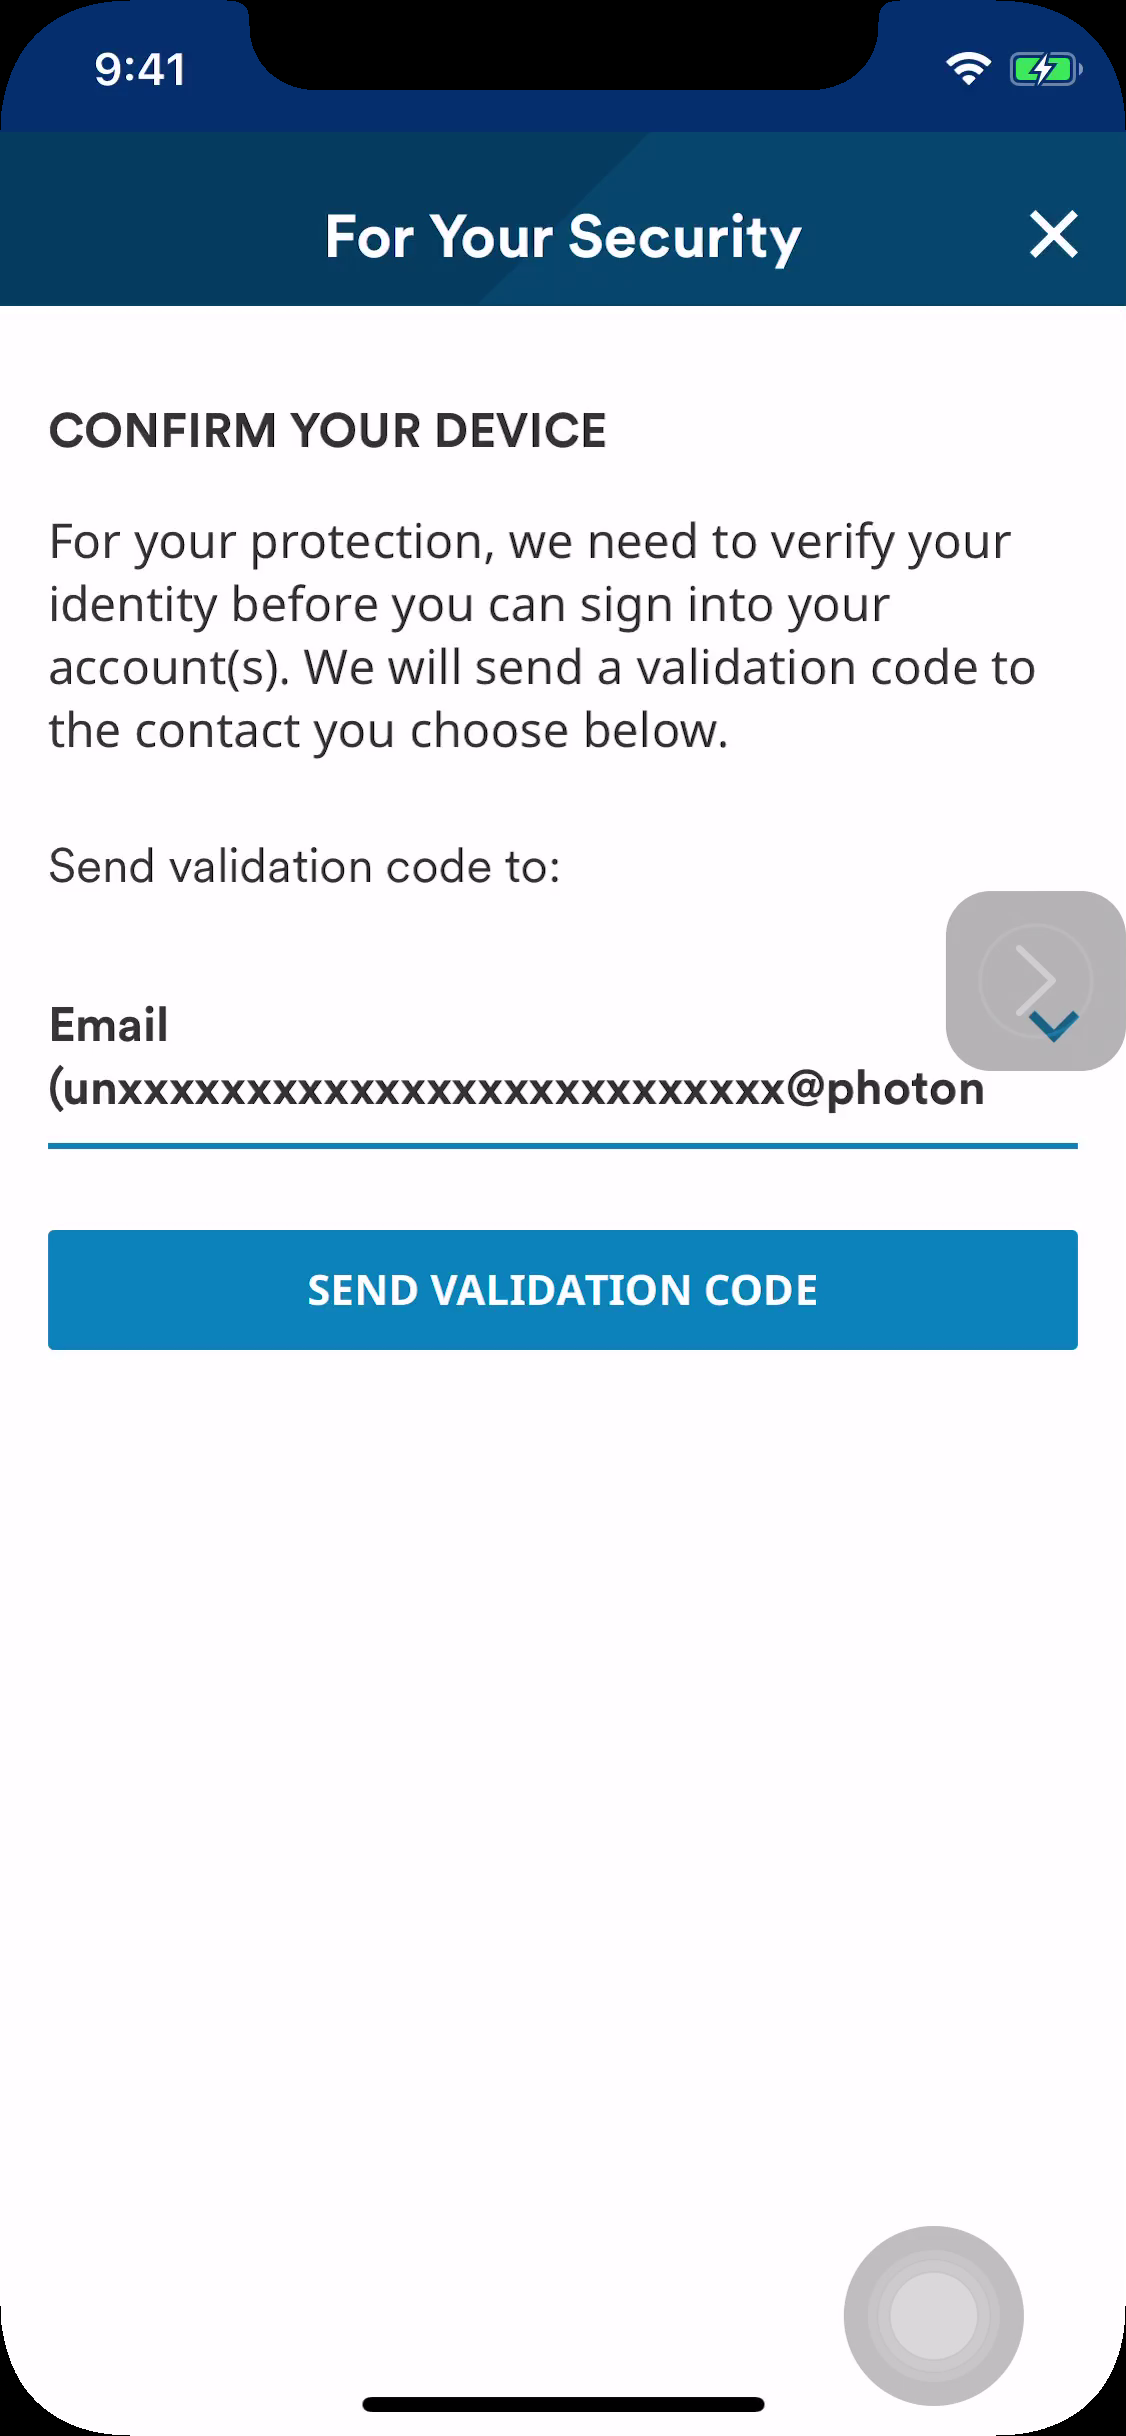 9:41
For Your Security
CONFIRM YOUR DEVICE
For your protection, we need to verify your
identity before you can sign into your
account(s). We will send a validation code to
the contact you choose below.
Send validation code to:
Email
(unxxxxxxxxxxxxxxxxxxxxxxxxxx@photon
SEND VALIDATION CODE